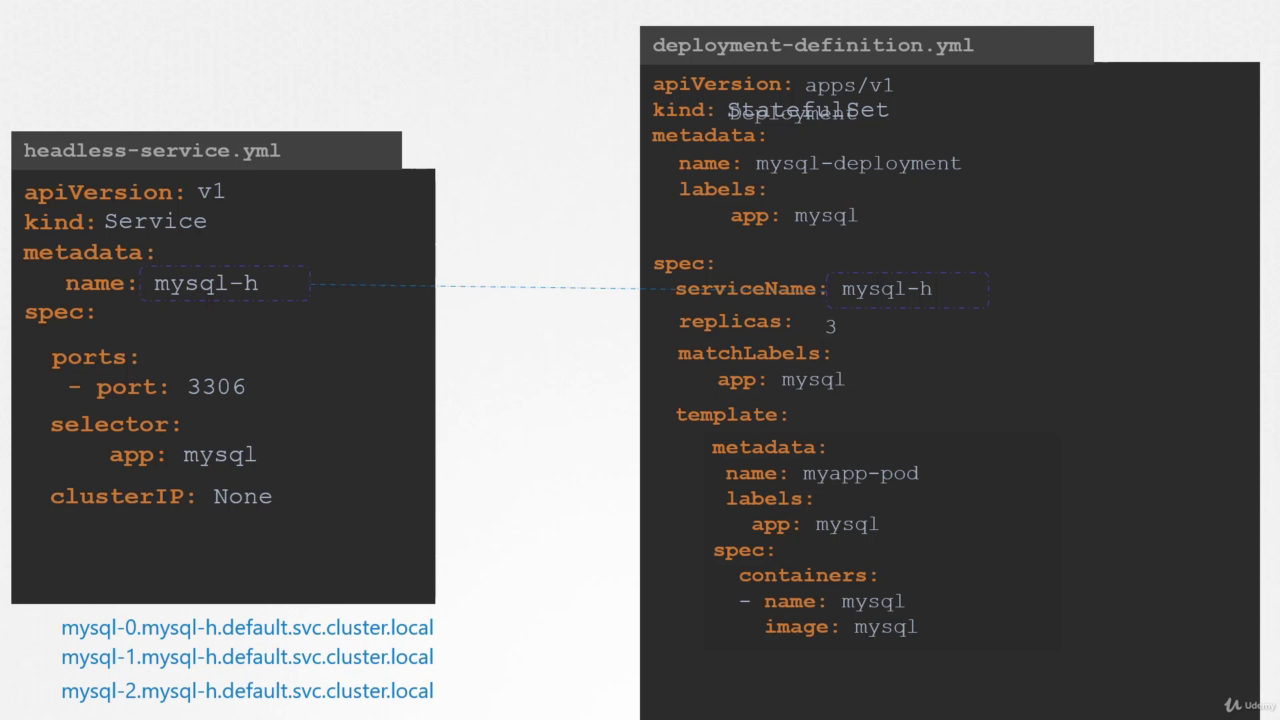 headless-service.yml
apiVersion: v1
kind: Service
metadata:
name: mysql-h
spec:
ports:
- port: 3306
selector:
app: mysql
clusterIP: None
mysql-0.mysql-h.default.svc.cluster.local
mysql-1.mysql-h.default.svc.cluster.local
mysql-2.mysql-h.default.svc.cluster.local
deployment-definition.yml
apiVersion: apps/v1
kind: StatefulSet
Deployment
metadata:
name: mysql-deployment
labels:
app: mysql
spec:
serviceName: mysql-h
replicas: 3
matchLabels:
app: mysql
template:
metadata:
name: myapp-pod
labels:
app: mysql
spec:
containers:
- name: mysql
image: mysql
Udemy